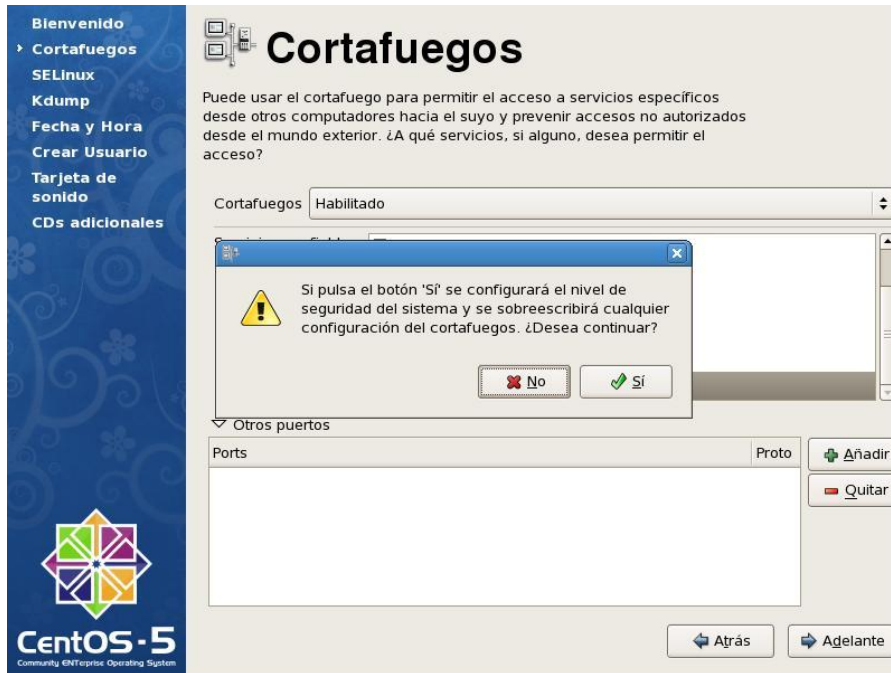 Bienvenido
Cortafuegos
SELinux
Kdump
Fecha y Hora
Crear Usuario
Tarjeta de
sonido
CDs adicionales
CentOS-5
Community ENTerprise Operating System
Cortafuegos
Puede usar el cortafuego para permitir el acceso a servicios específicos
desde otros computadores hacia el suyo y prevenir accesos no autorizados
desde el mundo exterior. ¿A qué servicios, si alguno, desea permitir el
acceso?
Cortafuegos Habilitado
Si pulsa el botón 'Sí' se configurará el nivel de
seguridad del sistema y se sobreescribirá cualquier
configuración del cortafuegos. ¿Desea continuar?
No Sí
Otros puertos
Ports Proto
Añadir
Quitar
Atrás Adelante